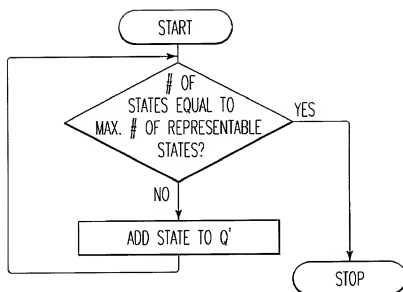 START
# OF
STATES EQUAL TO
MAX. # OF REPRESENTABLE
STATES?
YES
NO
ADD STATE TO Q'
STOP